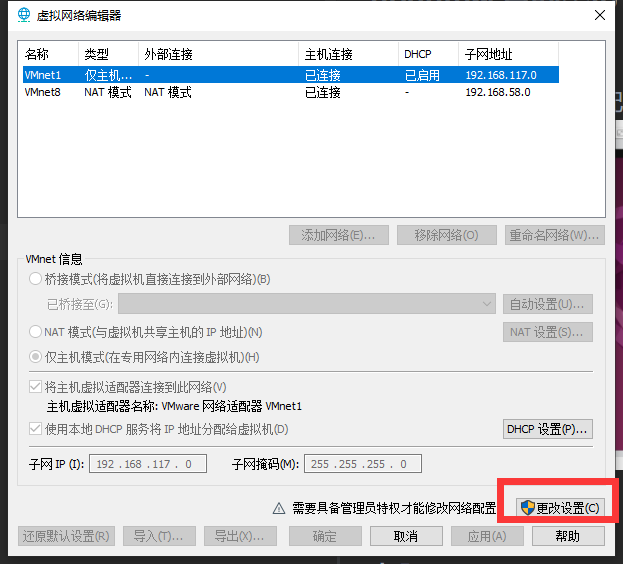 虚拟网络编辑器
名称 类型 外部连接 主机连接 DHCP 子网地址
VMnet1 仅主机... - 已连接 已启用 192.168.117.0
VMnet8 NAT 模式 NAT 模式 已连接 - 192.168.58.0
添加网络(E)... 移除网络(O) 重命名网络(W)...
VMnet 信息
桥接模式(将虚拟机直接连接到外部网络)(B)
已桥接至(G): 自动设置(U)...
NAT 模式(与虚拟机共享主机的 IP 地址)(N) NAT 设置(S)...
仅主机模式(在专用网络内连接虚拟机)(H)
将主机虚拟适配器连接到此网络(V)
主机虚拟适配器名称: VMware 网络适配器 VMnet1
使用本地 DHCP 服务将 IP 地址分配给虚拟机(D) DHCP 设置(P)...
子网 IP (I): 192 . 168 . 117 . 0 子网掩码(M): 255 . 255 . 255 . 0
需要具备管理员特权才能修改网络配置 更改设置(C)
还原默认设置(R) 导入(T)... 导出(X)... 确定 取消 应用(A) 帮助